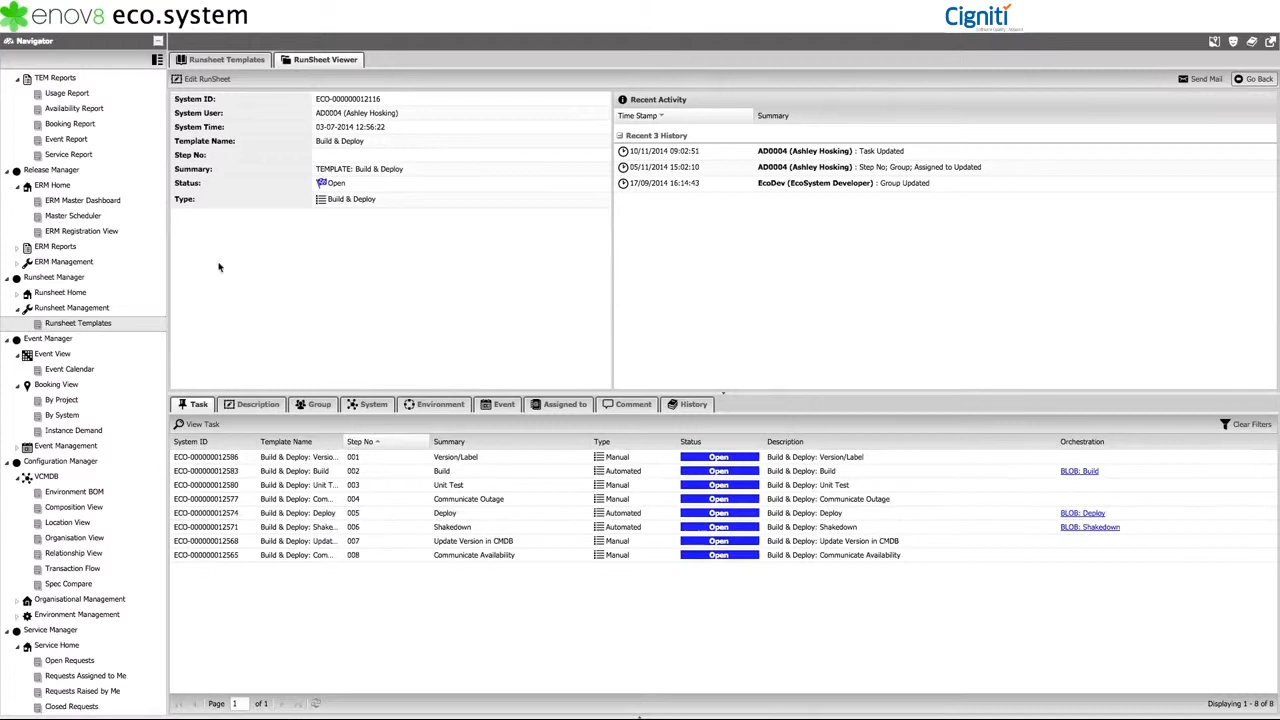 enov8 eco.system
Cigniti
Navigator
TEM Reports
Usage Report
Availability Report
Booking Report
Event Report
Service Report
Release Manager
ERM Home
ERM Master Dashboard
Master Scheduler
ERM Registration View
ERM Reports
ERM Management
Runsheet Manager
Runsheet Home
Runsheet Management
Runsheet Templates
Event Manager
Event View
Event Calendar
Booking View
By Project
By System
Instance Demand
Event Management
Configuration Manager
VCMDB
Environment BOM
Composition View
Location View
Organisation View
Relationship View
Transaction Flow
Spec Compare
Organisational Management
Environment Management
Service Manager
Service Home
Open Requests
Requests Assigned to Me
Requests Raised by Me
Closed Requests
Runsheet Templates RunSheet Viewer
Edit RunSheet Send Mail Go Back
System ID: ECO-000000012116
System User: AD0004 (Ashley Hosking)
System Time: 03-07-2014 12:56:22
Template Name: Build & Deploy
Step No:
Summary: TEMPLATE: Build & Deploy
Status: Open
Type: Build & Deploy
Recent Activity
Time Stamp Summary
Recent 3 History
10/11/2014 09:02:51 AD0004 (Ashley Hosking) : Task Updated
05/11/2014 15:02:10 AD0004 (Ashley Hosking) : Step No; Group; Assigned to Updated
17/09/2014 16:14:43 EcoDev (EcoSystem Developer) : Group Updated
Task Description Group System Environment Event Assigned to Comment History
View Task Clear Filters
System ID Template Name Step No Summary Type Status Description Orchestration
ECO-000000012586 Build & Deploy: Versio... 001 Version/Label Manual Open Build & Deploy: Version/Label
ECO-000000012583 Build & Deploy: Build 002 Build Automated Open Build & Deploy: Build BLOB: Build
ECO-000000012580 Build & Deploy: Unit T... 003 Unit Test Manual Open Build & Deploy: Unit Test
ECO-000000012577 Build & Deploy: Com... 004 Communicate Outage Manual Open Build & Deploy: Communicate Outage
ECO-000000012574 Build & Deploy: Deploy 005 Deploy Automated Open Build & Deploy: Deploy BLOB: Deploy
ECO-000000012571 Build & Deploy: Shake... 006 Shakedown Automated Open Build & Deploy: Shakedown BLOB: Shakedown
ECO-000000012568 Build & Deploy: Updat... 007 Update Version in CMDB Manual Open Build & Deploy: Update Version in CMDB
ECO-000000012565 Build & Deploy: Com... 008 Communicate Availability Manual Open Build & Deploy: Communicate Availability
Page 1 of 1 Displaying 1 - 8 of 8